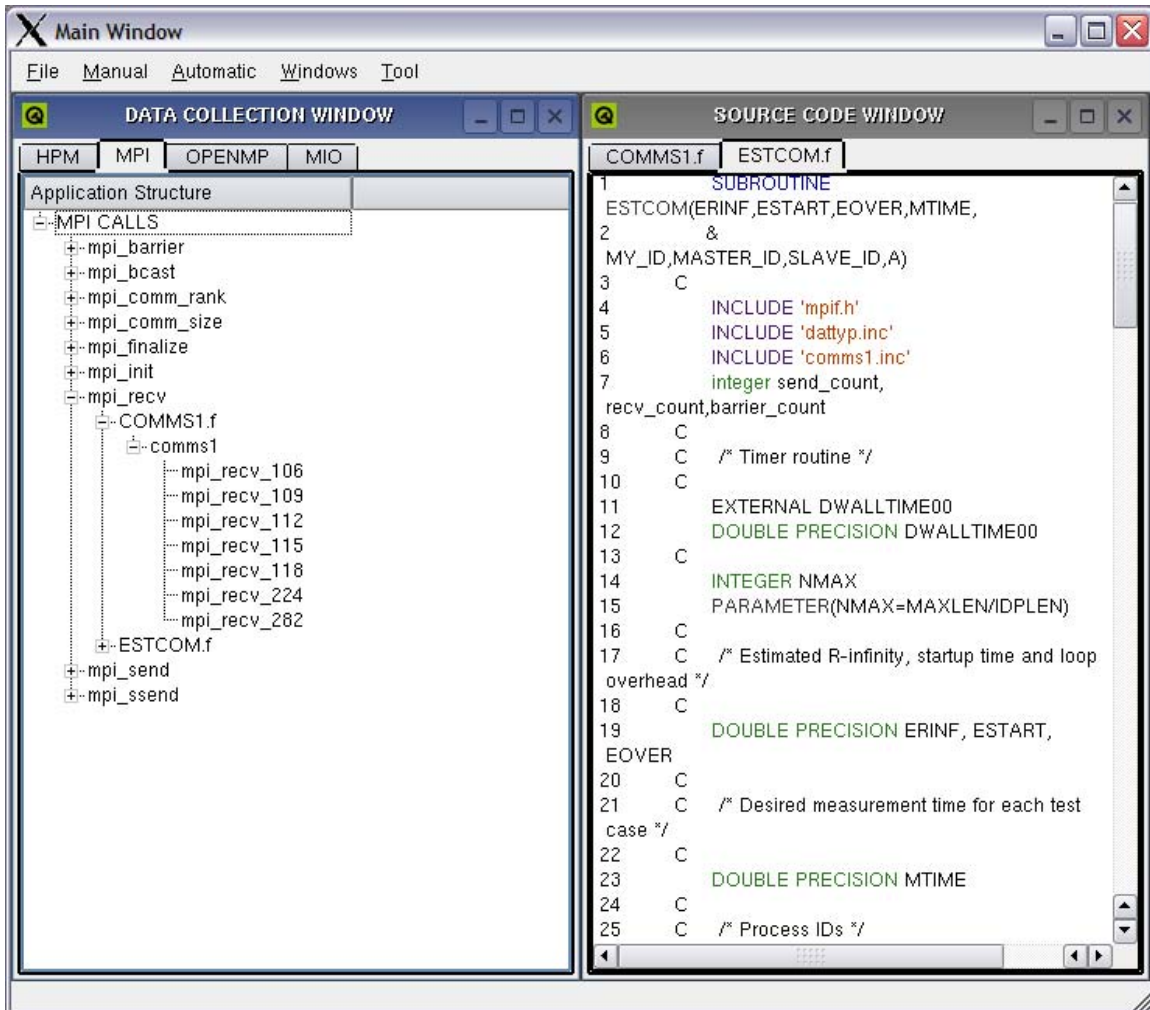 Main Window
File Manual Automatic Windows Tool
DATA COLLECTION WINDOW
HPM MPI OPENMP MIO
Application Structure
MPI CALLS
mpi_barrier
mpi_bcast
mpi_comm_rank
mpi_comm_size
mpi_finalize
mpi_init
mpi_recv
COMMS1.f
comms1
mpi_recv_106
mpi_recv_109
mpi_recv_112
mpi_recv_115
mpi_recv_118
mpi_recv_224
mpi_recv_282
ESTCOM.f
mpi_send
mpi_ssend
SOURCE CODE WINDOW
COMMS1.f ESTCOM.f
1 SUBROUTINE
ESTCOM(ERINF,ESTART,EOVER,MTIME,
2 &
MY_ID,MASTER_ID,SLAVE_ID,A)
3 C
4 INCLUDE 'mpif.h'
5 INCLUDE 'dattyp.inc'
6 INCLUDE 'comms1.inc'
7 integer send_count,
recv_count,barrier_count
8 C
9 C /* Timer routine */
10 C
11 EXTERNAL DWALLTIME00
12 DOUBLE PRECISION DWALLTIME00
13 C
14 INTEGER NMAX
15 PARAMETER(NMAX=MAXLEN/IDPLEN)
16 C
17 C /* Estimated R-infinity, startup time and loop
overhead */
18 C
19 DOUBLE PRECISION ERINF, ESTART,
EOVER
20 C
21 C /* Desired measurement time for each test
case */
22 C
23 DOUBLE PRECISION MTIME
24 C
25 C /* Process IDs */